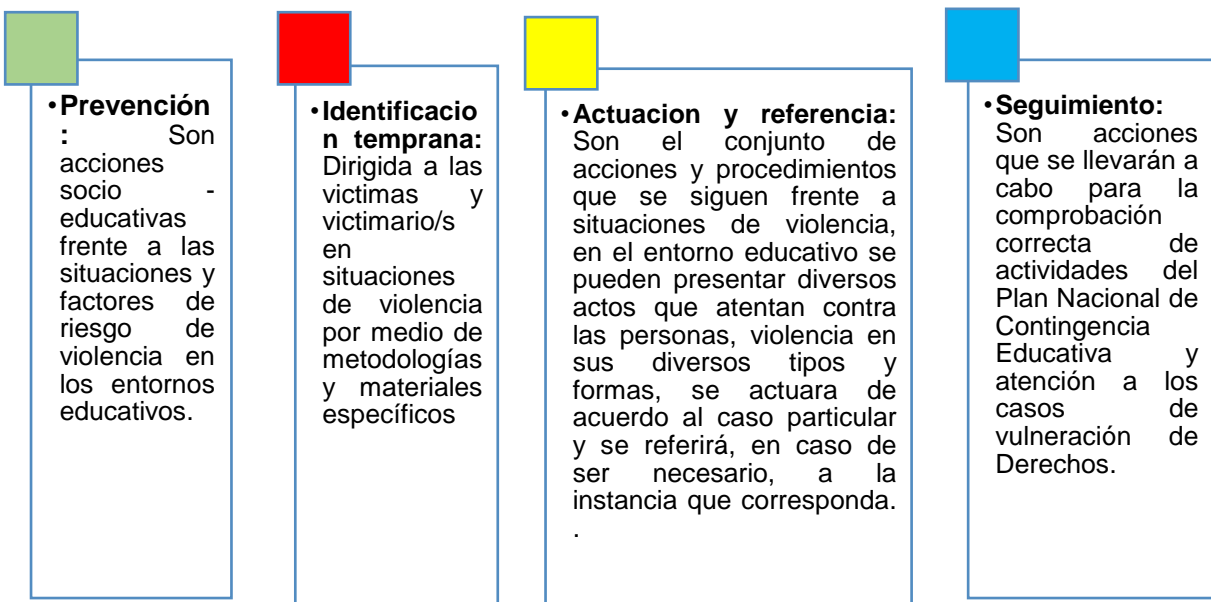 •Prevención
: Son
acciones
socio -
educativas
frente a las
situaciones y
factores de
riesgo de
violencia en
los entornos
educativos.
•Identificacio
n temprana:
Dirigida a las
victimas y
victimario/s
en
situaciones
de violencia
por medio de
metodologías
y materiales
específicos
•Actuacion y referencia:
Son el conjunto de
acciones y procedimientos
que se siguen frente a
situaciones de violencia,
en el entorno educativo se
pueden presentar diversos
actos que atentan contra
las personas, violencia en
sus diversos tipos y
formas, se actuara de
acuerdo al caso particular
y se referirá, en caso de
ser necesario, a la
instancia que corresponda.
.
•Seguimiento:
Son acciones
que se llevarán a
cabo para la
comprobación
correcta de
actividades del
Plan Nacional de
Contingencia
Educativa y
atención a los
casos de
vulneración de
Derechos.